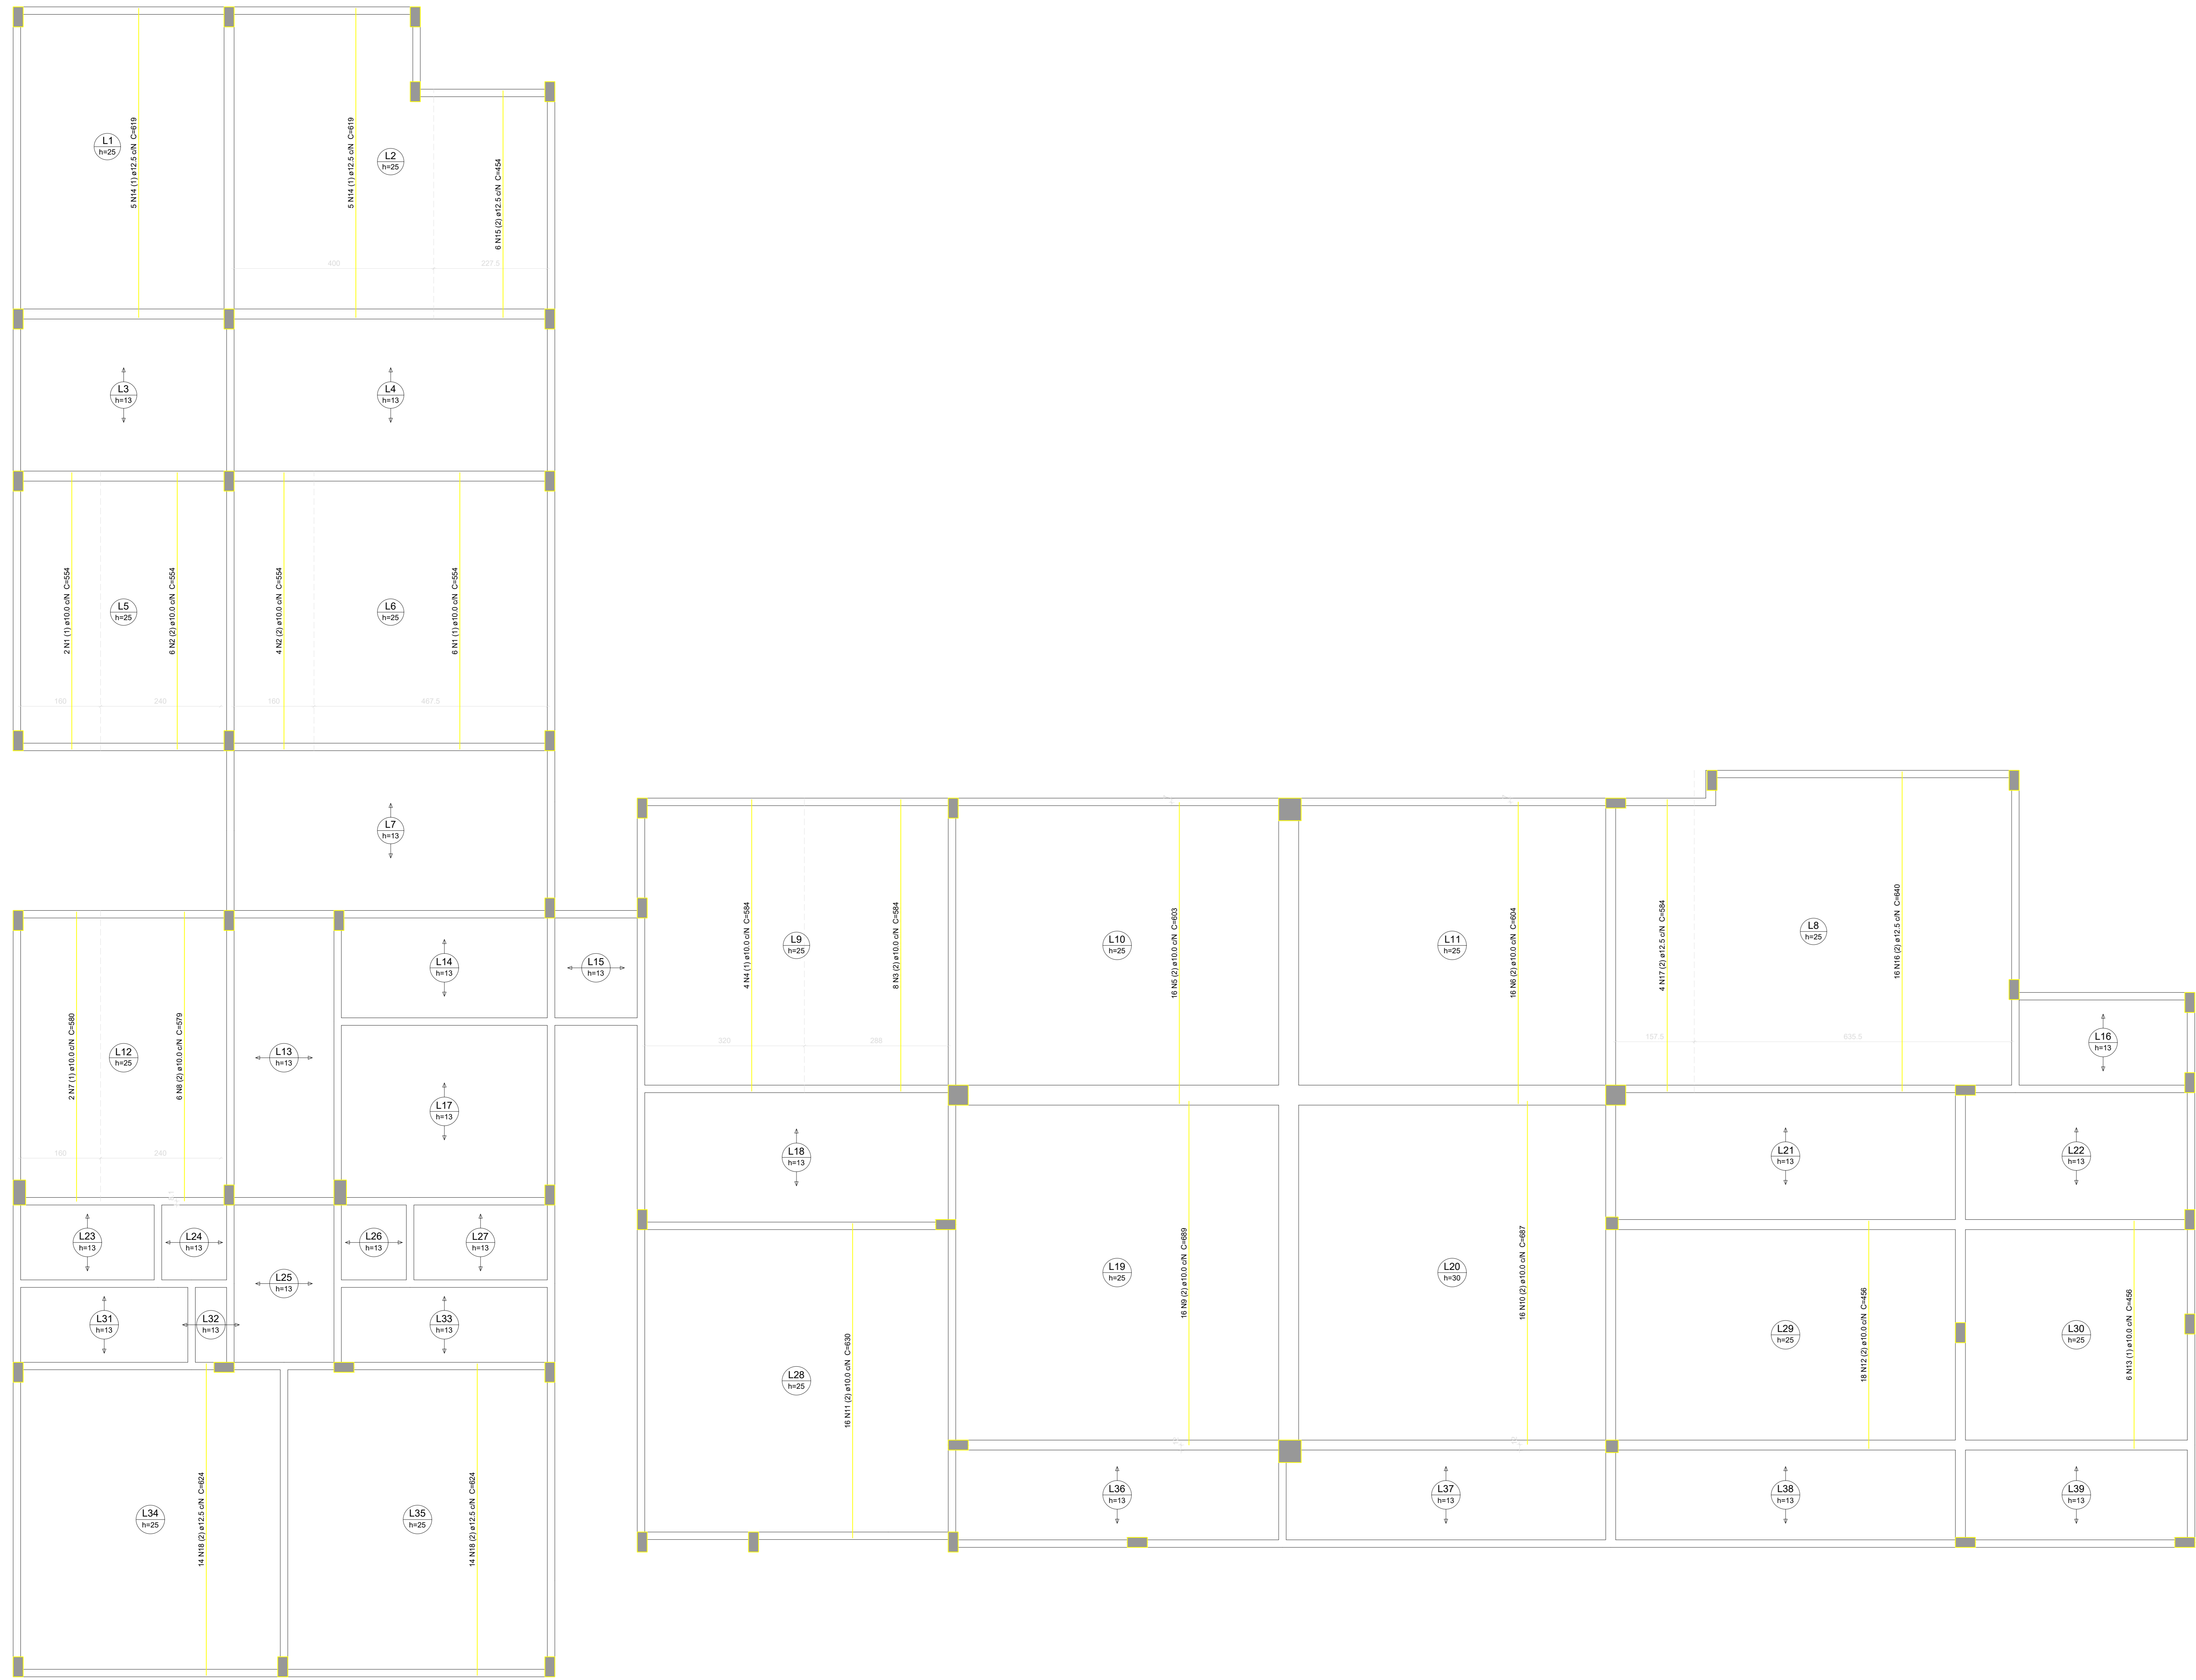 5 N14 (1) ø12.5 c/N  C=619
L1
h=25
5 N14 (1) ø12.5 c/N  C=619
L2
h=25
6 N15 (2) ø12.5 c/N  C=454
400
227.5
L3
h=13
L4
h=13
2 N1 (1) ø10.0 c/N  C=554
L5
h=25
6 N2 (2) ø10.0 c/N  C=554
4 N2 (2) ø10.0 c/N  C=554
L6
h=25
6 N1 (1) ø10.0 c/N  C=554
160
240
160
467.5
L7
h=13
2 N7 (1) ø10.0 c/N  C=580
L12
h=25
6 N8 (2) ø10.0 c/N  C=579
160
240
L13
h=13
L14
h=13
L15
h=13
L17
h=13
4 N4 (1) ø10.0 c/N  C=584
L9
h=25
8 N3 (2) ø10.0 c/N  C=584
320
288
L10
h=25
16 N5 (2) ø10.0 c/N  C=603
L11
h=25
16 N6 (2) ø10.0 c/N  C=604
4 N17 (2) ø12.5 c/N  C=584
L8
h=25
16 N16 (2) ø12.5 c/N  C=640
157.5
635.5
L16
h=13
L18
h=13
L21
h=13
L22
h=13
L23
h=13
L24
h=13
L25
h=13
L26
h=13
L27
h=13
L31
h=13
L32
h=13
L33
h=13
L28
h=25
16 N11 (2) ø10.0 c/N  C=630
L19
h=25
16 N9 (2) ø10.0 c/N  C=689
L20
h=30
16 N10 (2) ø10.0 c/N  C=687
L29
h=25
18 N12 (2) ø10.0 c/N  C=456
L30
h=25
6 N13 (1) ø10.0 c/N  C=456
L34
h=25
14 N18 (2) ø12.5 c/N  C=624
L35
h=25
14 N18 (2) ø12.5 c/N  C=624
L36
h=13
L37
h=13
L38
h=13
L39
h=13